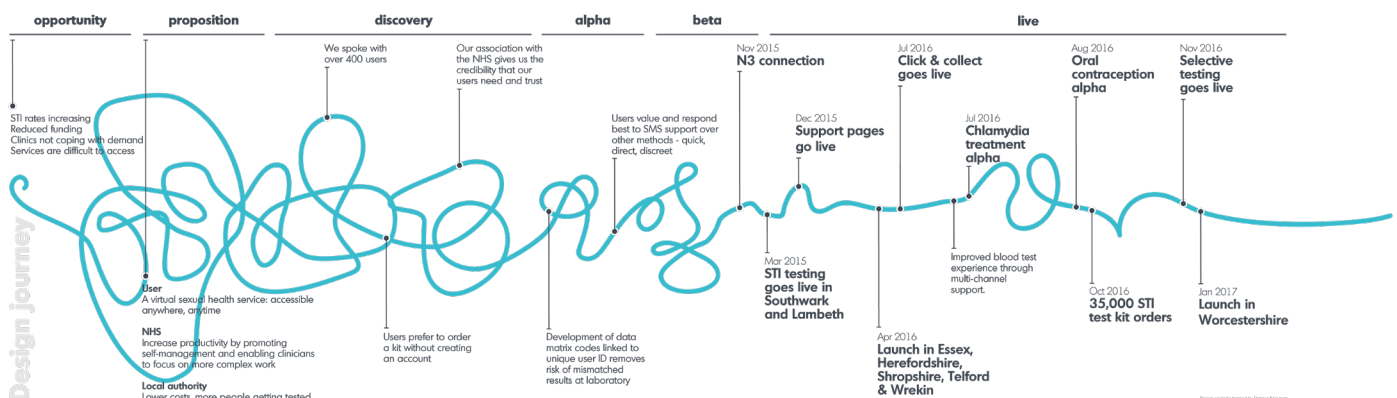 opportunity
proposition
discovery
alpha
beta
live
STI rates increasing
Reduced funding
Clinics not coping with demand
Services are difficult to access
User
A virtual sexual health service: accessible
anywhere, anytime
NHS
Increase productivity by promoting
self-management and enabling clinicians
to focus on more complex work
Local authority
Lower costs, more people getting tested
We spoke with
over 400 users
Users prefer to order
a kit without creating
an account
Our association with
the NHS gives us the
credibility that our
users need and trust
Development of data
matrix codes linked to
unique user ID removes
risk of mismatched
results at laboratory
Users value and respond
best to SMS support over
other methods - quick,
direct, discreet
Nov 2015
N3 connection
Mar 2015
STI testing
goes live in
Southwark
and Lambeth
Dec 2015
Support pages
go live
Apr 2016
Launch in Essex,
Herefordshire,
Shropshire, Telford
& Wrekin
Jul 2016
Click & collect
goes live
Improved blood test
experience through
multi-channel
support.
Jul 2016
Chlamydia
treatment
alpha
Aug 2016
Oral
contraception
alpha
Oct 2016
35,000 STI
test kit orders
Nov 2016
Selective
testing
goes live
Jan 2017
Launch in
Worcestershire
Design journey